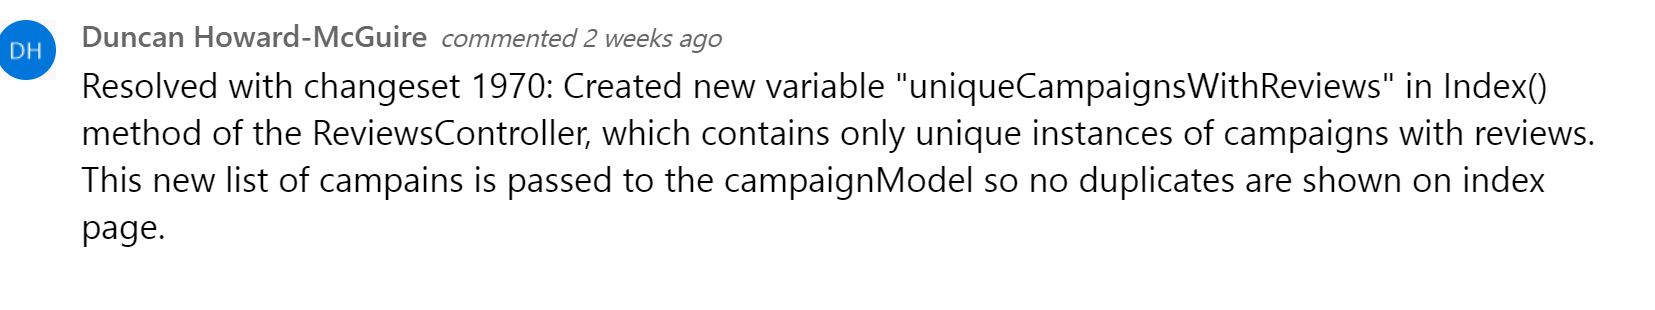 DH
Duncan Howard-McGuire commented 2 weeks ago
Resolved with changeset 1970: Created new variable "uniqueCampaignsWithReviews" in Index()
method of the ReviewsController, which contains only unique instances of campaigns with reviews.
This new list of campains is passed to the campaignModel so no duplicates are shown on index
page.